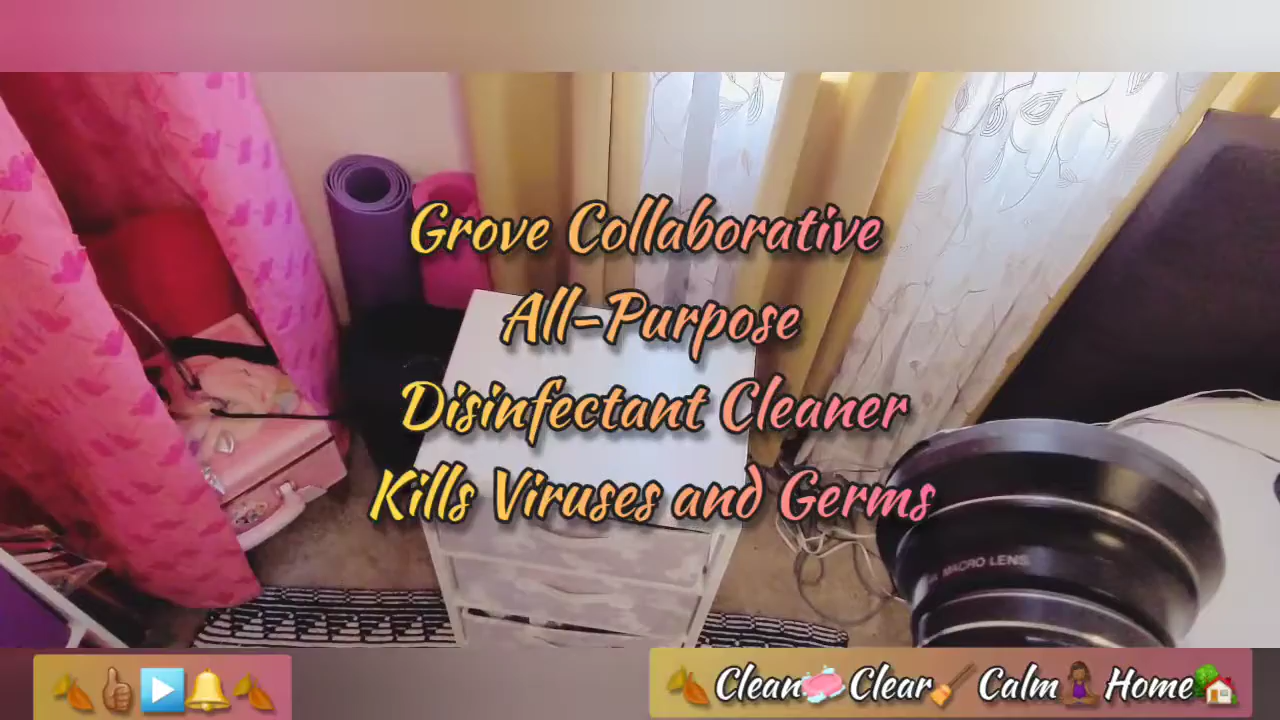 Grove Collaborative
All-Purpose
Disinfectant Cleaner
Kills Viruses and Germs
MACRO LENS
Clean Clear Calm Home